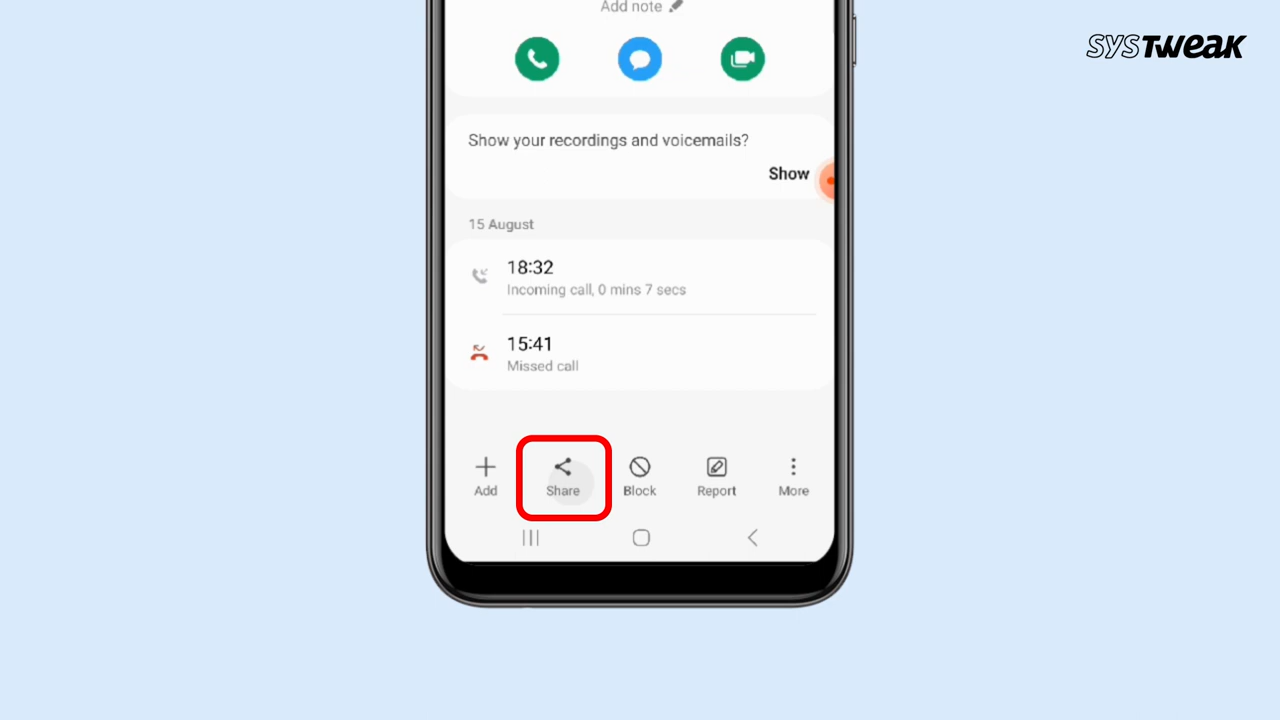 Add note
SYSTweak
Show your recordings and voicemails?
Show
15 August
18:32
Incoming call, 0 mins 7 secs
15:41
Missed call
Add
Share
Block
Report
More